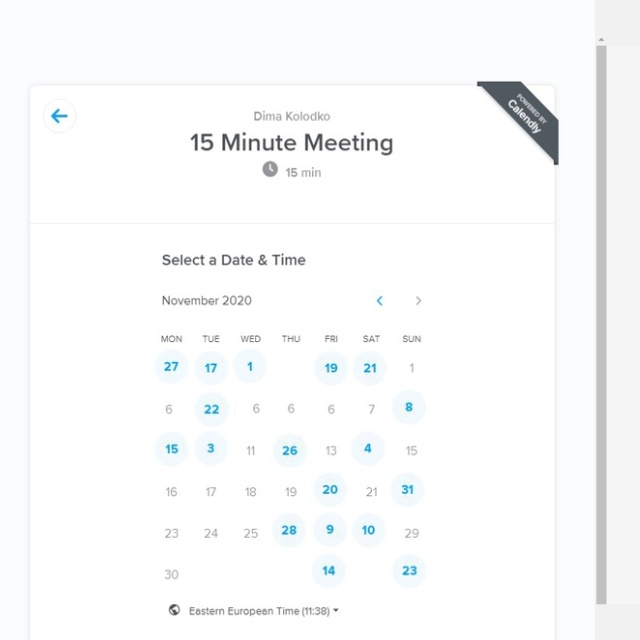 Dima Kolodko
15 Minute Meeting
15 min
POWERED BY
Calendly
Select a Date & Time
November 2020
MON TUE WED THU FRI SAT SUN
27 17 1 19 21 1
6 22 6 6 6 7 8
15 3 11 26 13 4 15
16 17 18 19 20 21 31
23 24 25 28 9 10 29
30 14 23
Eastern European Time (11:38)